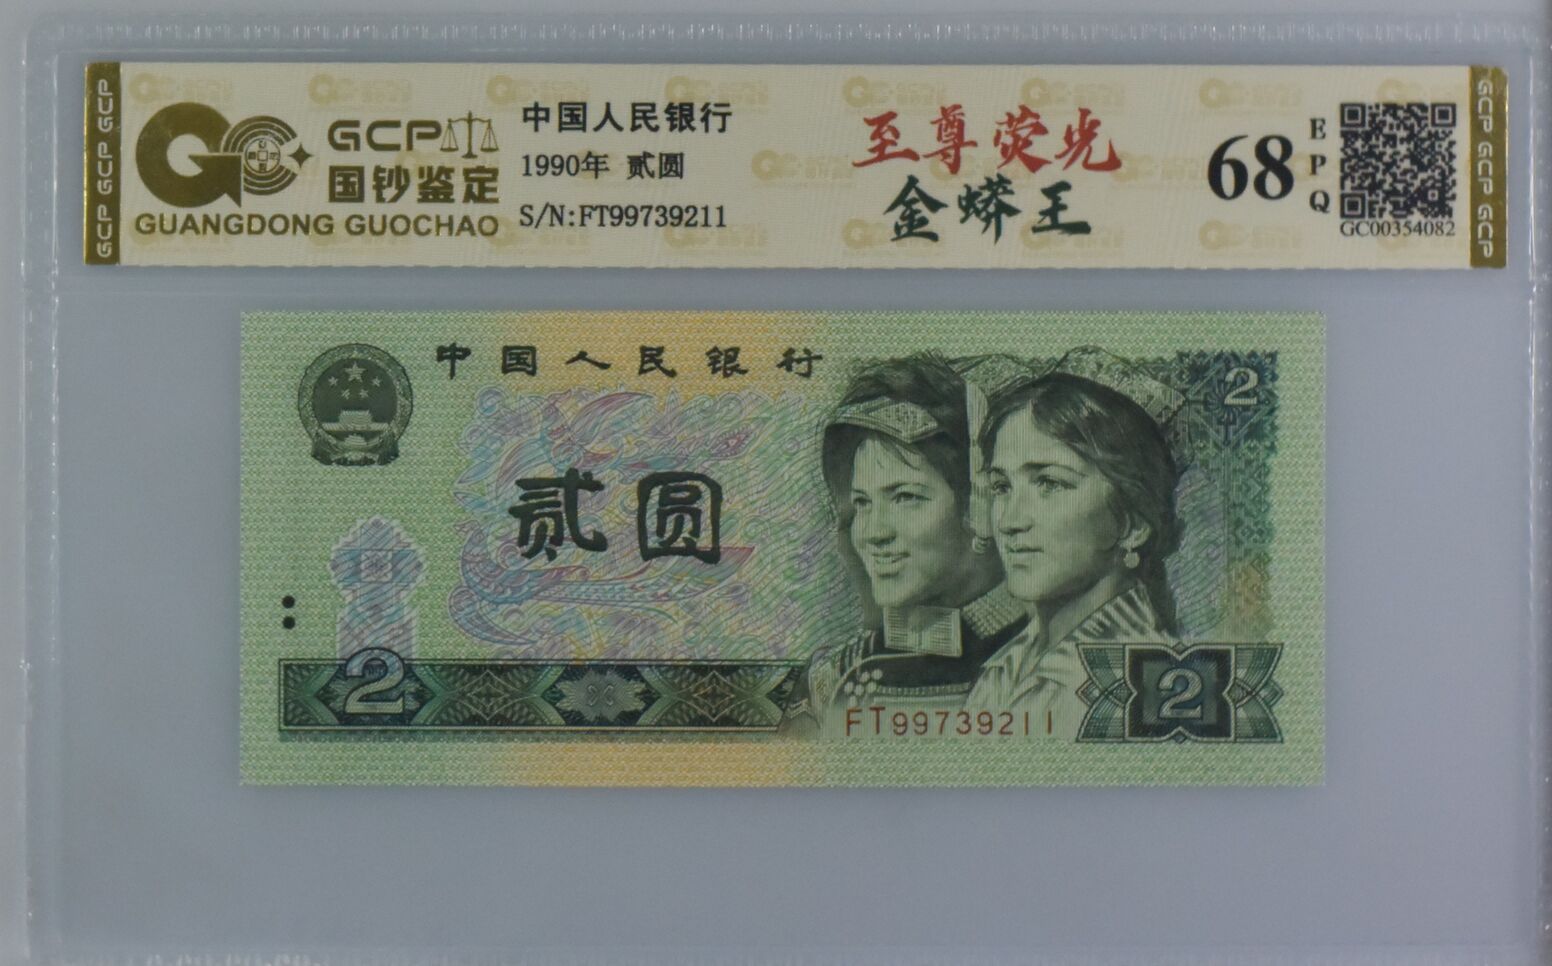 GCP
国钞鉴定
GUANGDONG GUOCHAO
中国人民银行
1990年 贰圆
S/N:FT99739211
至尊荧光
金蟒王
68
EPQ
GC00354082
GCP GCP GCP
GCP GCP GCP
中国人民银行
2
贰圆
2
FT99739211
2